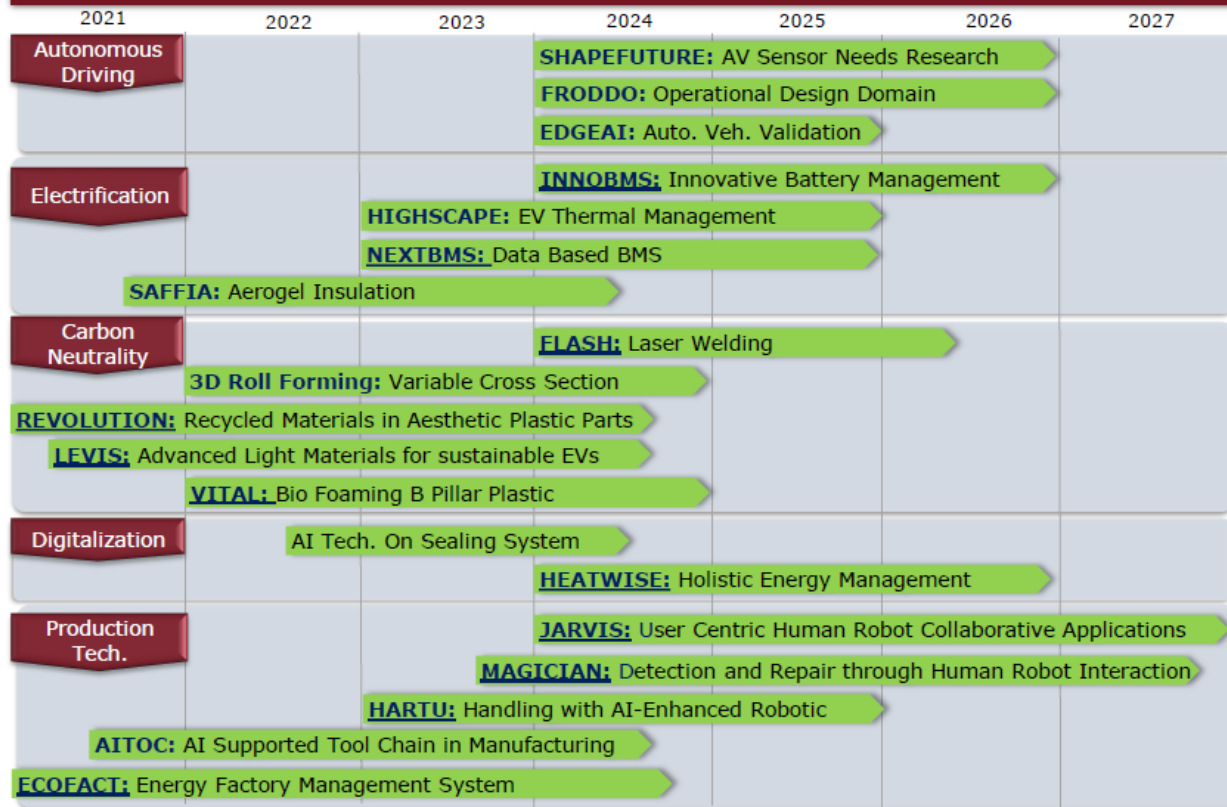 2021 2022 2023 2024 2025 2026 2027
Autonomous
Driving
SHAPEFUTURE: AV Sensor Needs Research
FRODDO: Operational Design Domain
EDGEAI: Auto. Veh. Validation
Electrification
INNOBMS: Innovative Battery Management
HIGHSCAPE: EV Thermal Management
NEXTBMS: Data Based BMS
SAFFIA: Aerogel Insulation
Carbon
Neutrality
FLASH: Laser Welding
3D Roll Forming: Variable Cross Section
REVOLUTION: Recycled Materials in Aesthetic Plastic Parts
LEVIS: Advanced Light Materials for sustainable EVs
VITAL: Bio Foaming B Pillar Plastic
Digitalization
AI Tech. On Sealing System
HEATWISE: Holistic Energy Management
Production
Tech.
JARVIS: User Centric Human Robot Collaborative Applications
MAGICIAN: Detection and Repair through Human Robot Interaction
HARTU: Handling with AI-Enhanced Robotic
AITOC: AI Supported Tool Chain in Manufacturing
ECOFACT: Energy Factory Management System